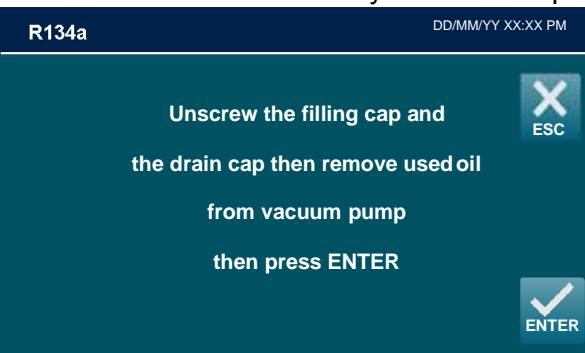 R134a
DD/MM/YY XX:XX PM
Unscrew the filling cap and
ESC
the drain cap then remove used oil
from vacuum pump
then press ENTER
ENTER